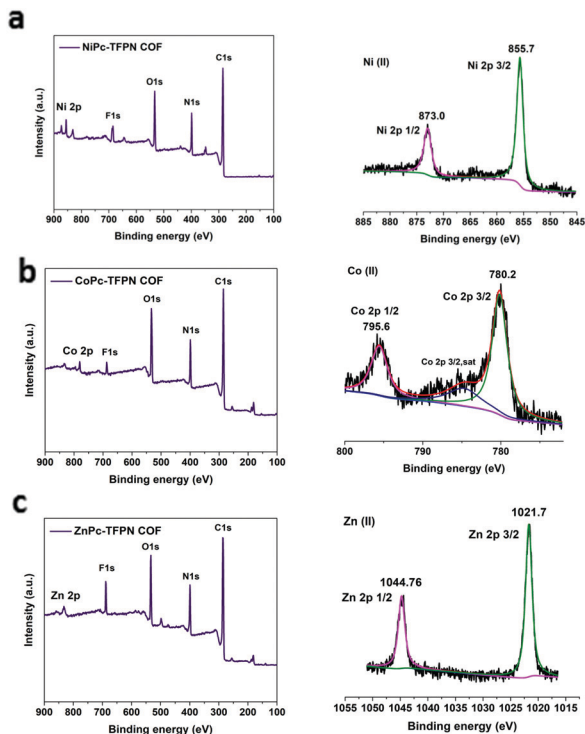 a
NiPc-TFPN COF
C1s
O1s
N1s
F1s
Ni 2p
Intensity (a.u.)
900 800 700 600 500 400 300 200 100
Binding energy (eV)
855.7
Ni (II)
Ni 2p 3/2
873.0
Ni 2p 1/2
885 880 875 870 865 860 855 850 845
Binding energy (eV)
b
CoPc-TFPN COF
C1s
O1s
N1s
Co 2p
F1s
Intensity (a.u.)
900 800 700 600 500 400 300 200 100
Binding energy (eV)
Co (II)
780.2
Co 2p 1/2
Co 2p 3/2
795.6
Co 2p 3/2,sat
800 790 780
Binding energy (eV)
c
ZnPc-TFPN COF
C1s
O1s
F1s
N1s
Zn 2p
Intensity (a.u.)
900 800 700 600 500 400 300 200 100
Binding energy (eV)
1021.7
Zn (II)
Zn 2p 3/2
1044.76
Zn 2p 1/2
1055 1050 1045 1040 1035 1030 1025 1020 1015
Binding energy (eV)